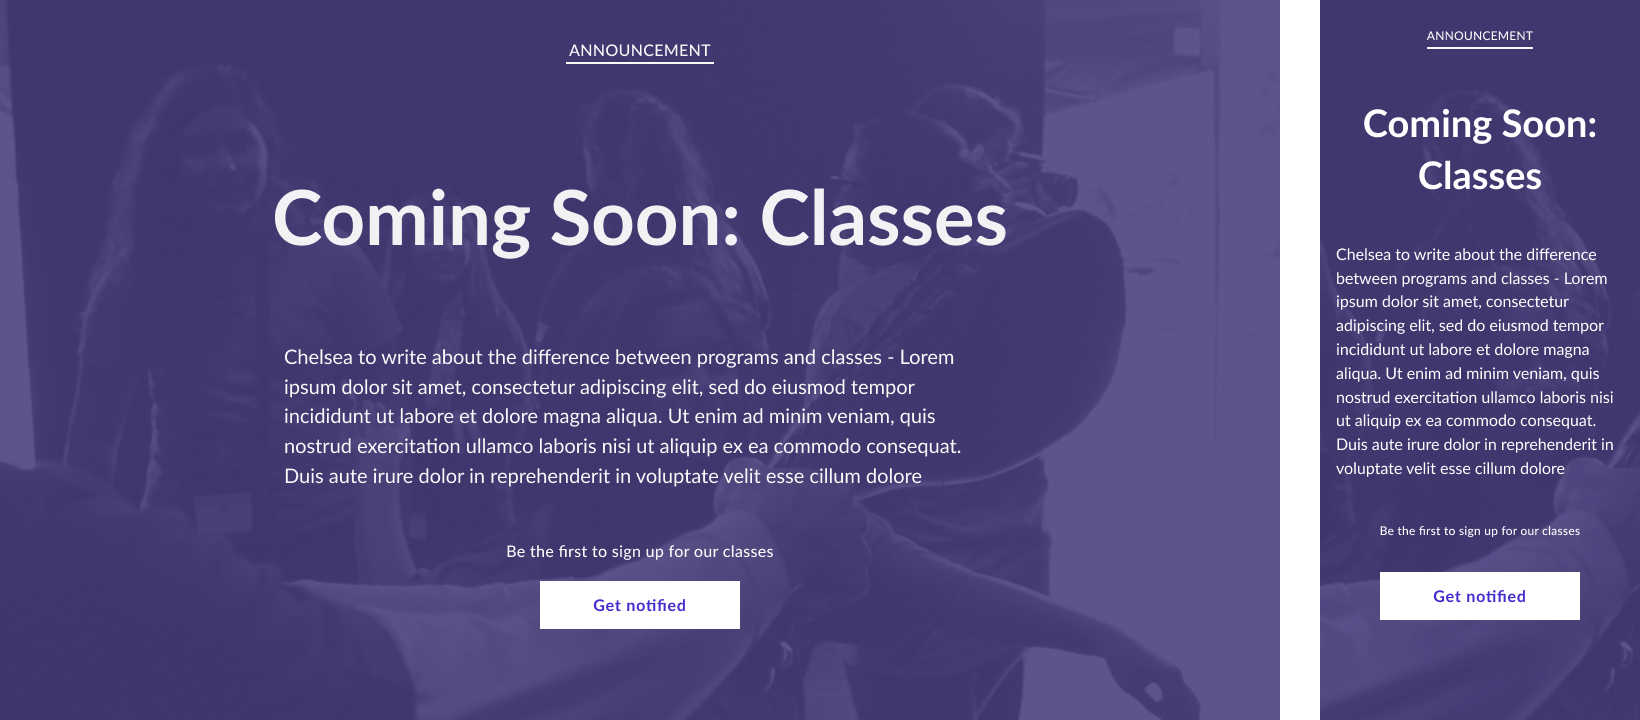 ANNOUNCEMENT
Coming Soon: Classes
Chelsea to write about the difference between programs and classes - Lorem
ipsum dolor sit amet, consectetur adipiscing elit, sed do eiusmod tempor
incididunt ut labore et dolore magna aliqua. Ut enim ad minim veniam, quis
nostrud exercitation ullamco laboris nisi ut aliquip ex ea commodo consequat.
Duis aute irure dolor in reprehenderit in voluptate velit esse cillum dolore
Be the first to sign up for our classes
Get notified
ANNOUNCEMENT
Coming Soon:
Classes
Chelsea to write about the difference
between programs and classes - Lorem
ipsum dolor sit amet, consectetur
adipiscing elit, sed do eiusmod tempor
incididunt ut labore et dolore magna
aliqua. Ut enim ad minim veniam, quis
nostrud exercitation ullamco laboris nisi
ut aliquip ex ea commodo consequat.
Duis aute irure dolor in reprehenderit in
voluptate velit esse cillum dolore
Be the first to sign up for our classes
Get notified